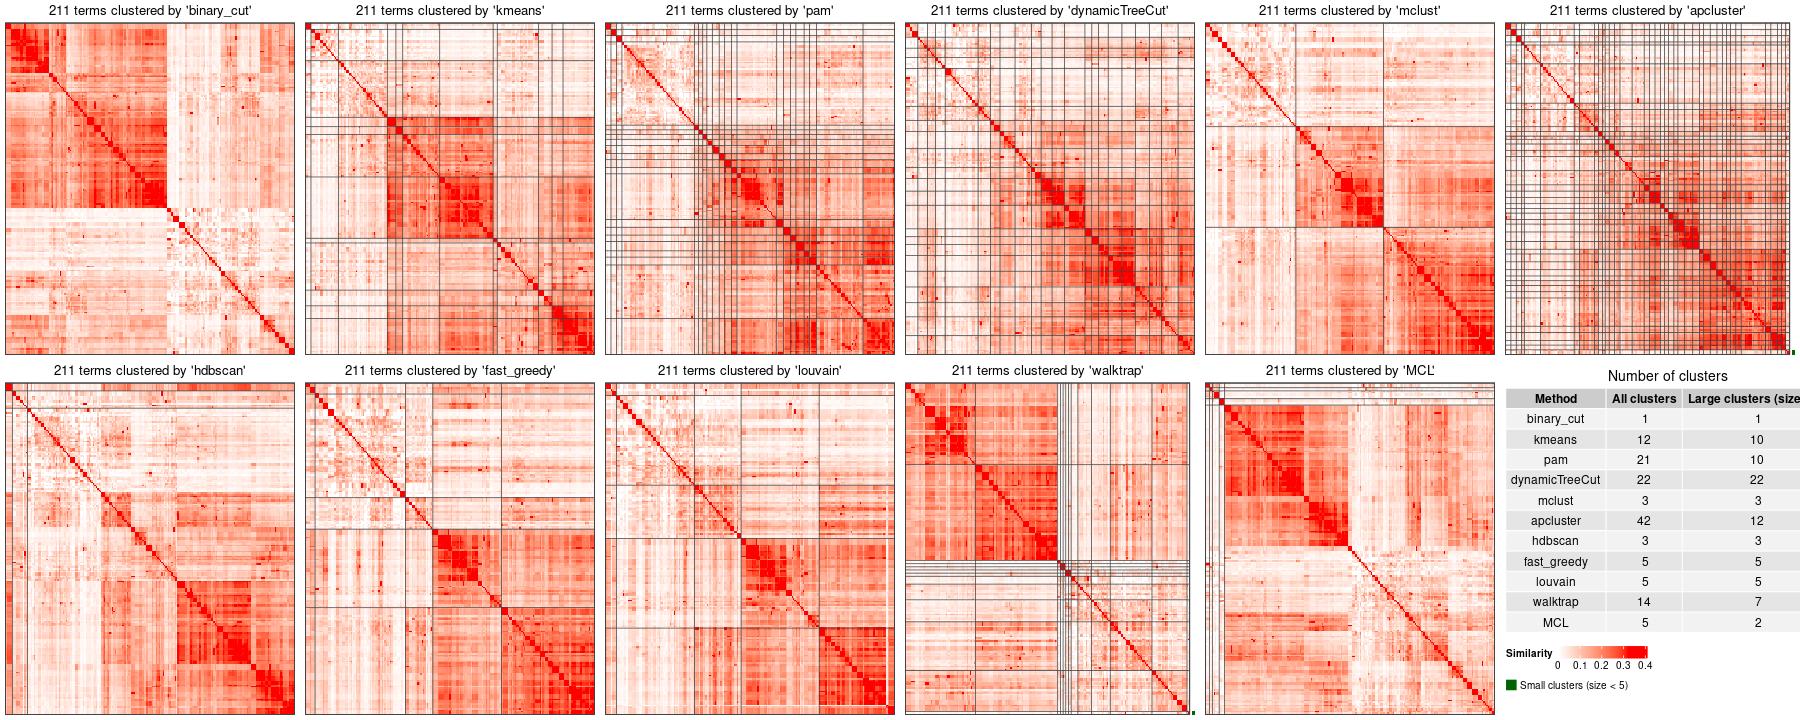 211 terms clustered by 'binary_cut'
211 terms clustered by 'kmeans'
211 terms clustered by 'pam'
211 terms clustered by 'dynamicTreeCut'
211 terms clustered by 'mclust'
211 terms clustered by 'apcluster'
211 terms clustered by 'hdbscan'
211 terms clustered by 'fast_greedy'
211 terms clustered by 'louvain'
211 terms clustered by 'walktrap'
211 terms clustered by 'MCL'
Number of clusters
Method All clusters Large clusters (size
binary_cut 1 1
kmeans 12 10
pam 21 10
dynamicTreeCut 22 22
mclust 3 3
apcluster 42 12
hdbscan 3 3
fast_greedy 5 5
louvain 5 5
walktrap 14 7
MCL 5 2
Similarity
0 0.1 0.2 0.3 0.4
Small clusters (size < 5)